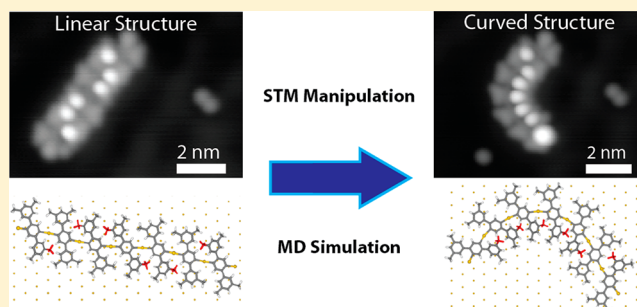 Linear Structure
Curved Structure
STM Manipulation
2 nm
2 nm
MD Simulation